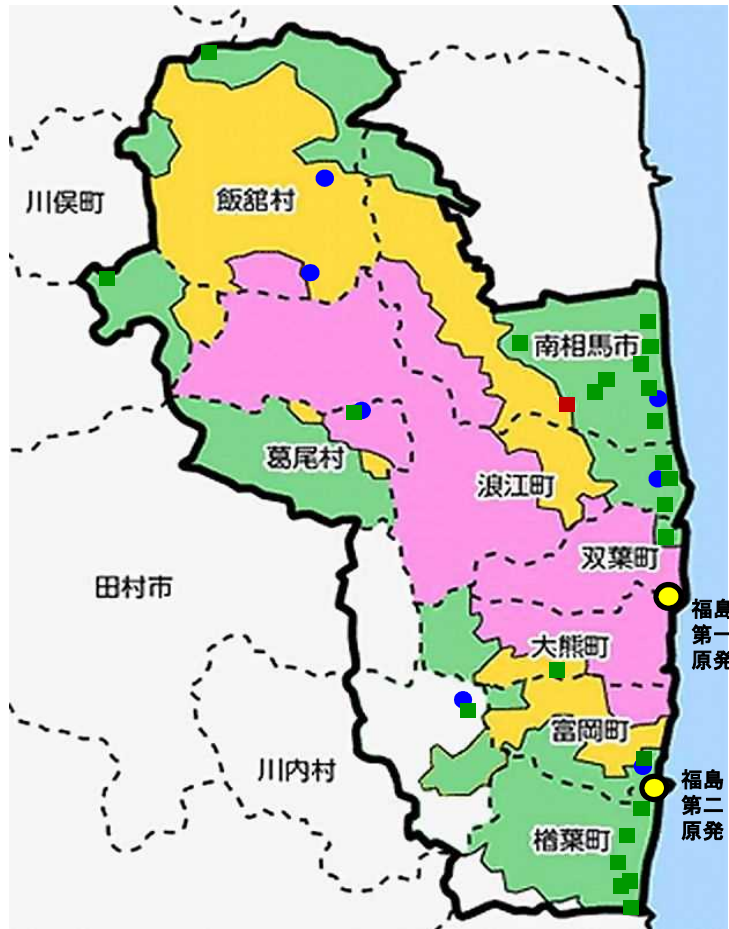 川俣町
飯舘村
南相馬市
葛尾村
浪江町
双葉町
田村市
福島
第一
原発
大熊町
富岡町
川内村
福島
第二
原発
楢葉町